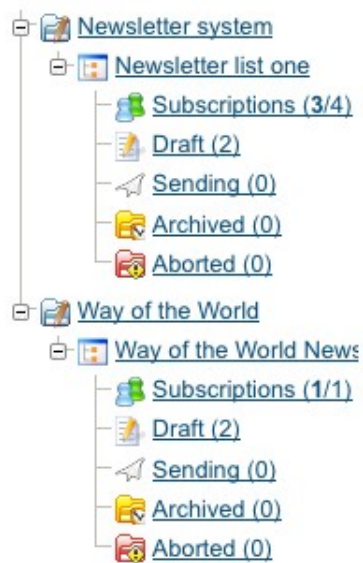 Newsletter system
Newsletter list one
Subscriptions (3/4)
Draft (2)
Sending (0)
Archived (0)
Aborted (0)
Way of the World
Way of the World News
Subscriptions (1/1)
Draft (2)
Sending (0)
Archived (0)
Aborted (0)